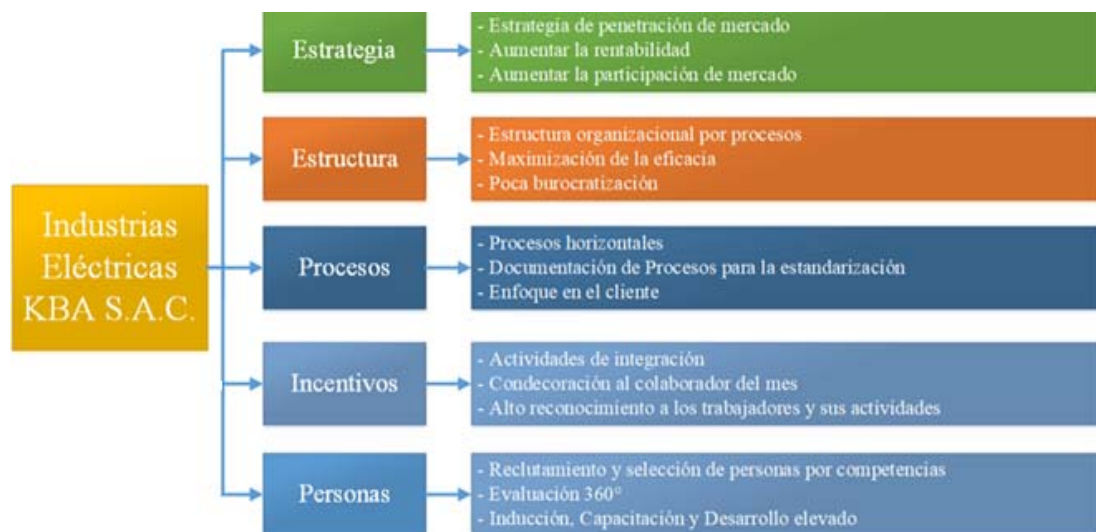 Industrias
Eléctricas
KBA S.A.C.
Estrategia
- Estrategia de penetración de mercado
- Aumentar la rentabilidad
- Aumentar la participación de mercado
Estructura
- Estructura organizacional por procesos
- Maximización de la eficacia
- Poca burocratización
Procesos
- Procesos horizontales
- Documentación de Procesos para la estandarización
- Enfoque en el cliente
Incentivos
- Actividades de integración
- Condecoración al colaborador del mes
- Alto reconocimiento a los trabajadores y sus actividades
Personas
- Reclutamiento y selección de personas por competencias
- Evaluación 360°
- Inducción, Capacitación y Desarrollo elevado